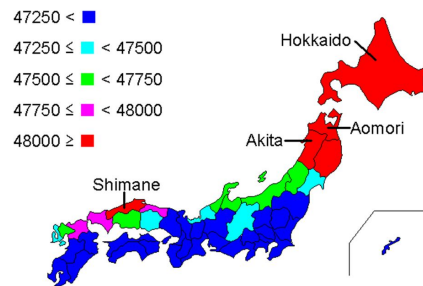 47250 <
47250 ≤ < 47500
47500 ≤ < 47750
47750 ≤ < 48000
48000 ≥
Hokkaido
Aomori
Akita
Shimane